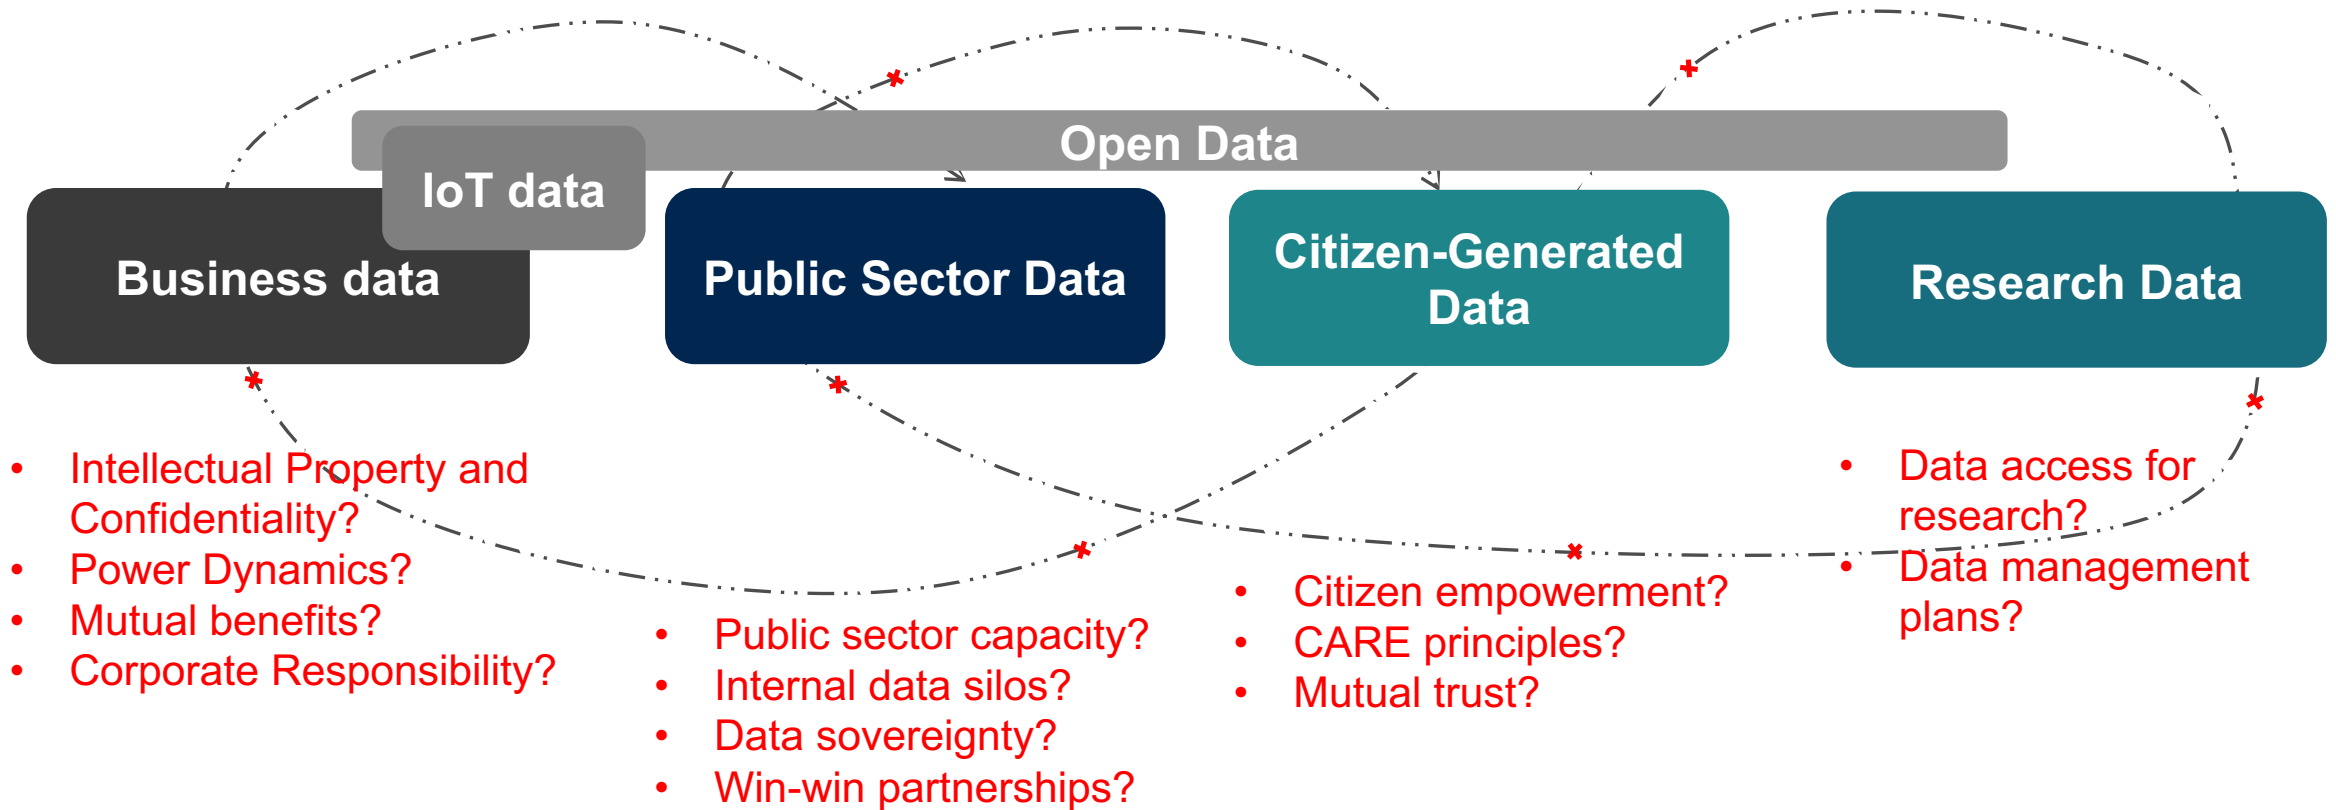 Open Data
IoT data
Business data
Public Sector Data
Citizen-Generated
Data
Research Data
• Intellectual Property and
Confidentiality?
• Power Dynamics?
• Mutual benefits?
• Corporate Responsibility?
• Public sector capacity?
• Internal data silos?
• Data sovereignty?
• Win-win partnerships?
• Citizen empowerment?
• CARE principles?
• Mutual trust?
• Data access for
research?
• Data management
plans?